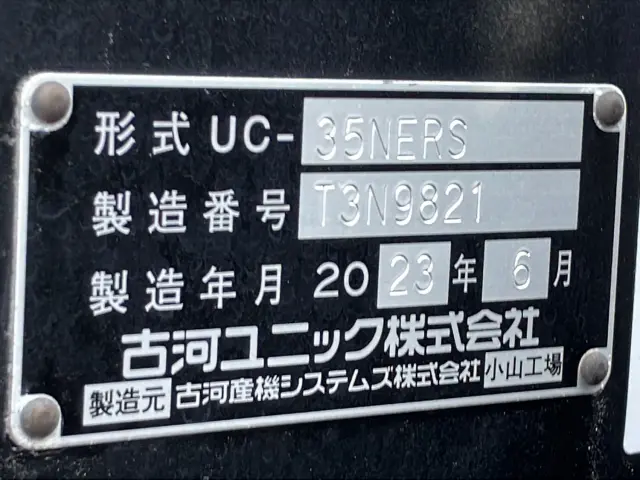 形式 UC- 35NERS
製造番号 T3N9821
製造年月 2023年6月
古河ユニック株式会社
製造元 古河産機システムズ株式会社 小山工場